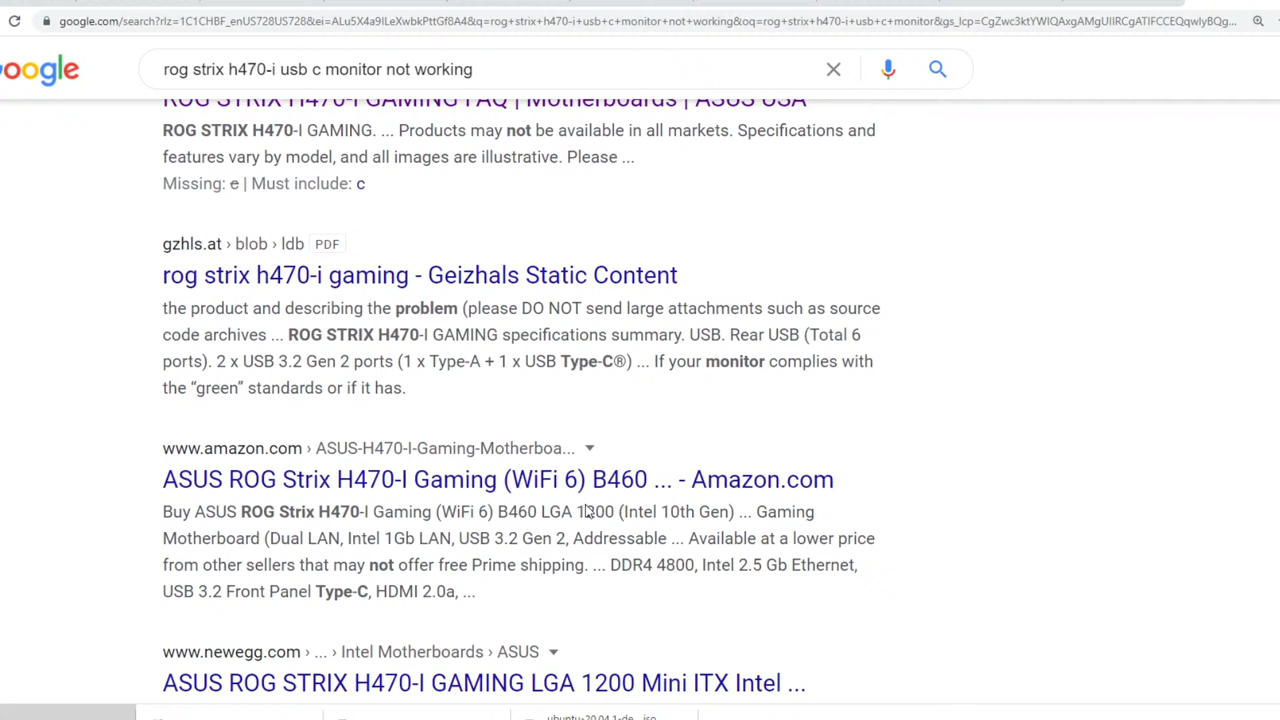 google.com/search?rlz=1C1CHBF_enUS728US728&ei=ALu5X4a9ILeXwbkPttGf8A4&q=rog+strix+h470-i+usb+c+monitor+not+working&oq=rog+strix+h470-i+usb+c+monitor&gs_lcp=CgZwc3ktYWIQAxgAMgUIIRCgATIFCCEQqwIyBQg...
oogle
rog strix h470-i usb c monitor not working
ROG STRIX H470-I GAMING FAQ | Motherboards | ASUS USA
ROG STRIX H470-I GAMING. ... Products may not be available in all markets. Specifications and
features vary by model, and all images are illustrative. Please ...
Missing: e | Must include: c
gzhls.at › blob › ldb PDF
rog strix h470-i gaming - Geizhals Static Content
the product and describing the problem (please DO NOT send large attachments such as source
code archives ... ROG STRIX H470-I GAMING specifications summary. USB. Rear USB (Total 6
ports). 2 x USB 3.2 Gen 2 ports (1 x Type-A + 1 x USB Type-C®) ... If your monitor complies with
the “green” standards or if it has.
www.amazon.com › ASUS-H470-I-Gaming-Motherboa...
ASUS ROG Strix H470-I Gaming (WiFi 6) B460 ... - Amazon.com
Buy ASUS ROG Strix H470-I Gaming (WiFi 6) B460 LGA 1200 (Intel 10th Gen) ... Gaming
Motherboard (Dual LAN, Intel 1Gb LAN, USB 3.2 Gen 2, Addressable ... Available at a lower price
from other sellers that may not offer free Prime shipping. ... DDR4 4800, Intel 2.5 Gb Ethernet,
USB 3.2 Front Panel Type-C, HDMI 2.0a, ...
www.newegg.com › ... › Intel Motherboards › ASUS
ASUS ROG STRIX H470-I GAMING LGA 1200 Mini ITX Intel ...
ubuntu-20.04.1-de...iso